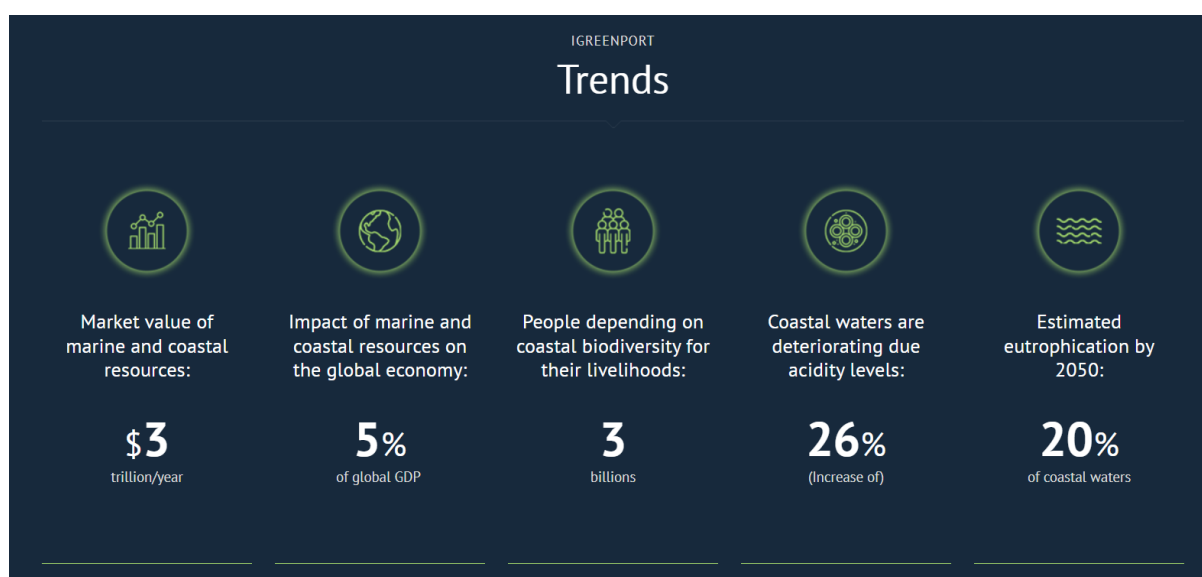 IGREENPORT
Trends
Market value of
marine and coastal
resources:
$3
trillion/year
Impact of marine and
coastal resources on
the global economy:
5%
of global GDP
People depending on
coastal biodiversity for
their livelihoods:
3
billions
Coastal waters are
deteriorating due
acidity levels:
26%
(Increase of)
Estimated
eutrophication by
2050:
20%
of coastal waters